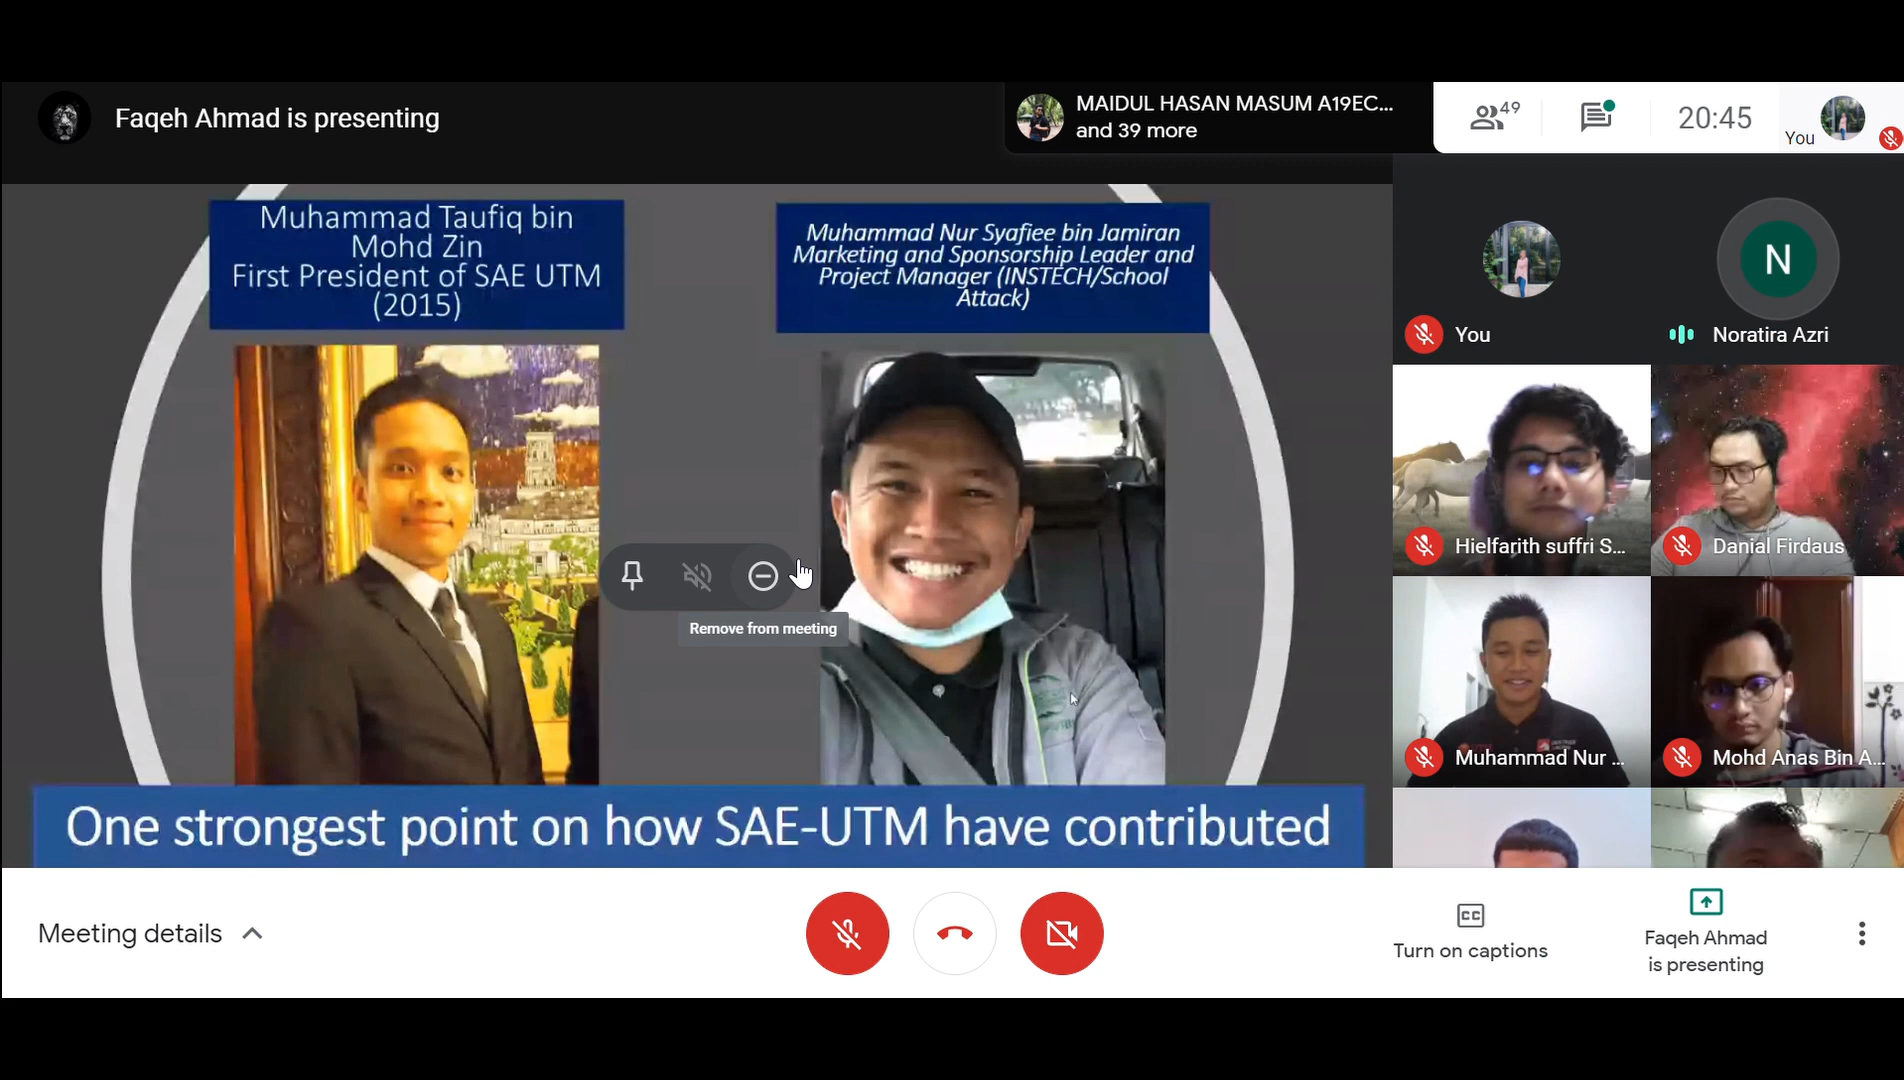 Faqeh Ahmad is presenting
MAIDUL HASAN MASUM A19EC...
and 39 more
49
20:45
You
Muhammad Taufiq bin
Mohd Zin
First President of SAE UTM
(2015)
Muhammad Nur Syafiee bin Jamiran
Marketing and Sponsorship Leader and
Project Manager (INSTECH/School
Attack)
Remove from meeting
One strongest point on how SAE-UTM have contributed
You
N
Noratira Azri
Hielfarith suffri S...
Danial Firdaus
Muhammad Nur ...
Mohd Anas Bin A...
Meeting details
CC
Turn on captions
Faqeh Ahmad
is presenting